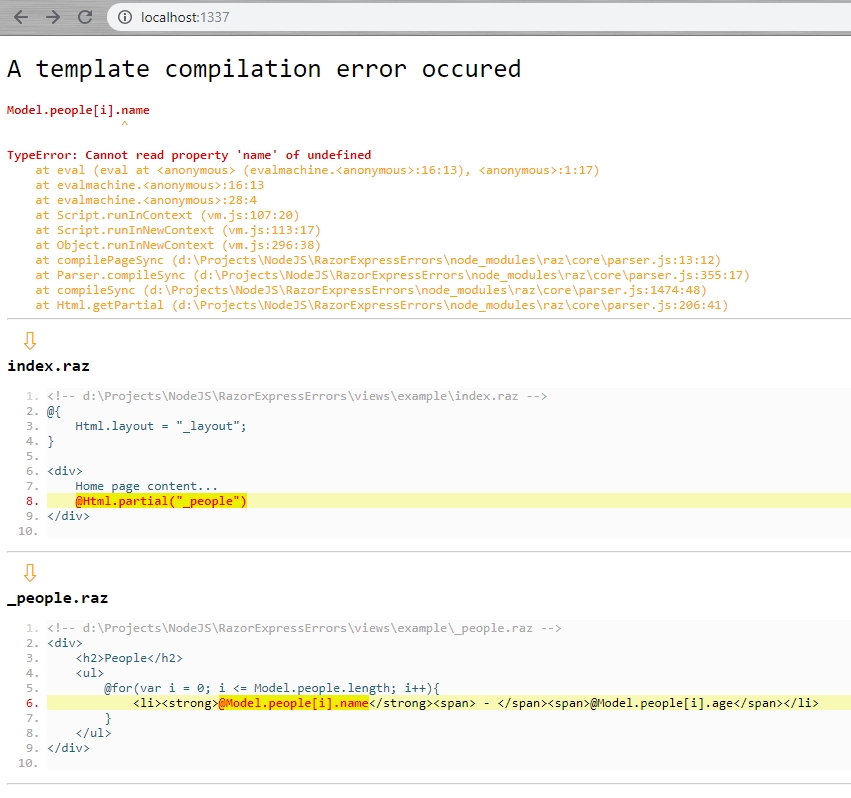 localhost:1337
A template compilation error occured
Model.people[i].name
^
TypeError: Cannot read property 'name' of undefined
at eval (eval at <anonymous> (evalmachine.<anonymous>:16:13), <anonymous>:1:17)
at evalmachine.<anonymous>:16:13
at evalmachine.<anonymous>:28:4
at Script.runInContext (vm.js:107:20)
at Script.runInNewContext (vm.js:113:17)
at Object.runInNewContext (vm.js:296:38)
at compilePageSync (d:\Projects\NodeJS\RazorExpressErrors\node_modules\raz\core\parser.js:13:12)
at Parser.compileSync (d:\Projects\NodeJS\RazorExpressErrors\node_modules\raz\core\parser.js:355:17)
at compileSync (d:\Projects\NodeJS\RazorExpressErrors\node_modules\raz\core\parser.js:1474:48)
at Html.getPartial (d:\Projects\NodeJS\RazorExpressErrors\node_modules\raz\core\parser.js:206:41)
index.raz
1. <!-- d:\Projects\NodeJS\RazorExpressErrors\views\example\index.raz -->
2. @{
3. Html.layout = "_layout";
4. }
5.
6. <div>
7. Home page content...
8. @Html.partial("_people")
9. </div>
10.
_people.raz
1. <!-- d:\Projects\NodeJS\RazorExpressErrors\views\example\_people.raz -->
2. <div>
3. <h2>People</h2>
4. <ul>
5. @for(var i = 0; i <= Model.people.length; i++){
6. <li><strong>@Model.people[i].name</strong><span> - </span><span>@Model.people[i].age</span></li>
7. }
8. </ul>
9. </div>
10.